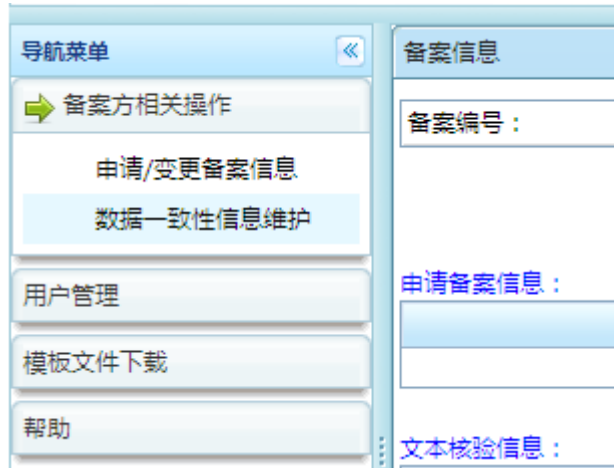 导航菜单
备案方相关操作
申请/变更备案信息
数据一致性信息维护
用户管理
模板文件下载
帮助
备案信息
备案编号：
申请备案信息：
文本核验信息：